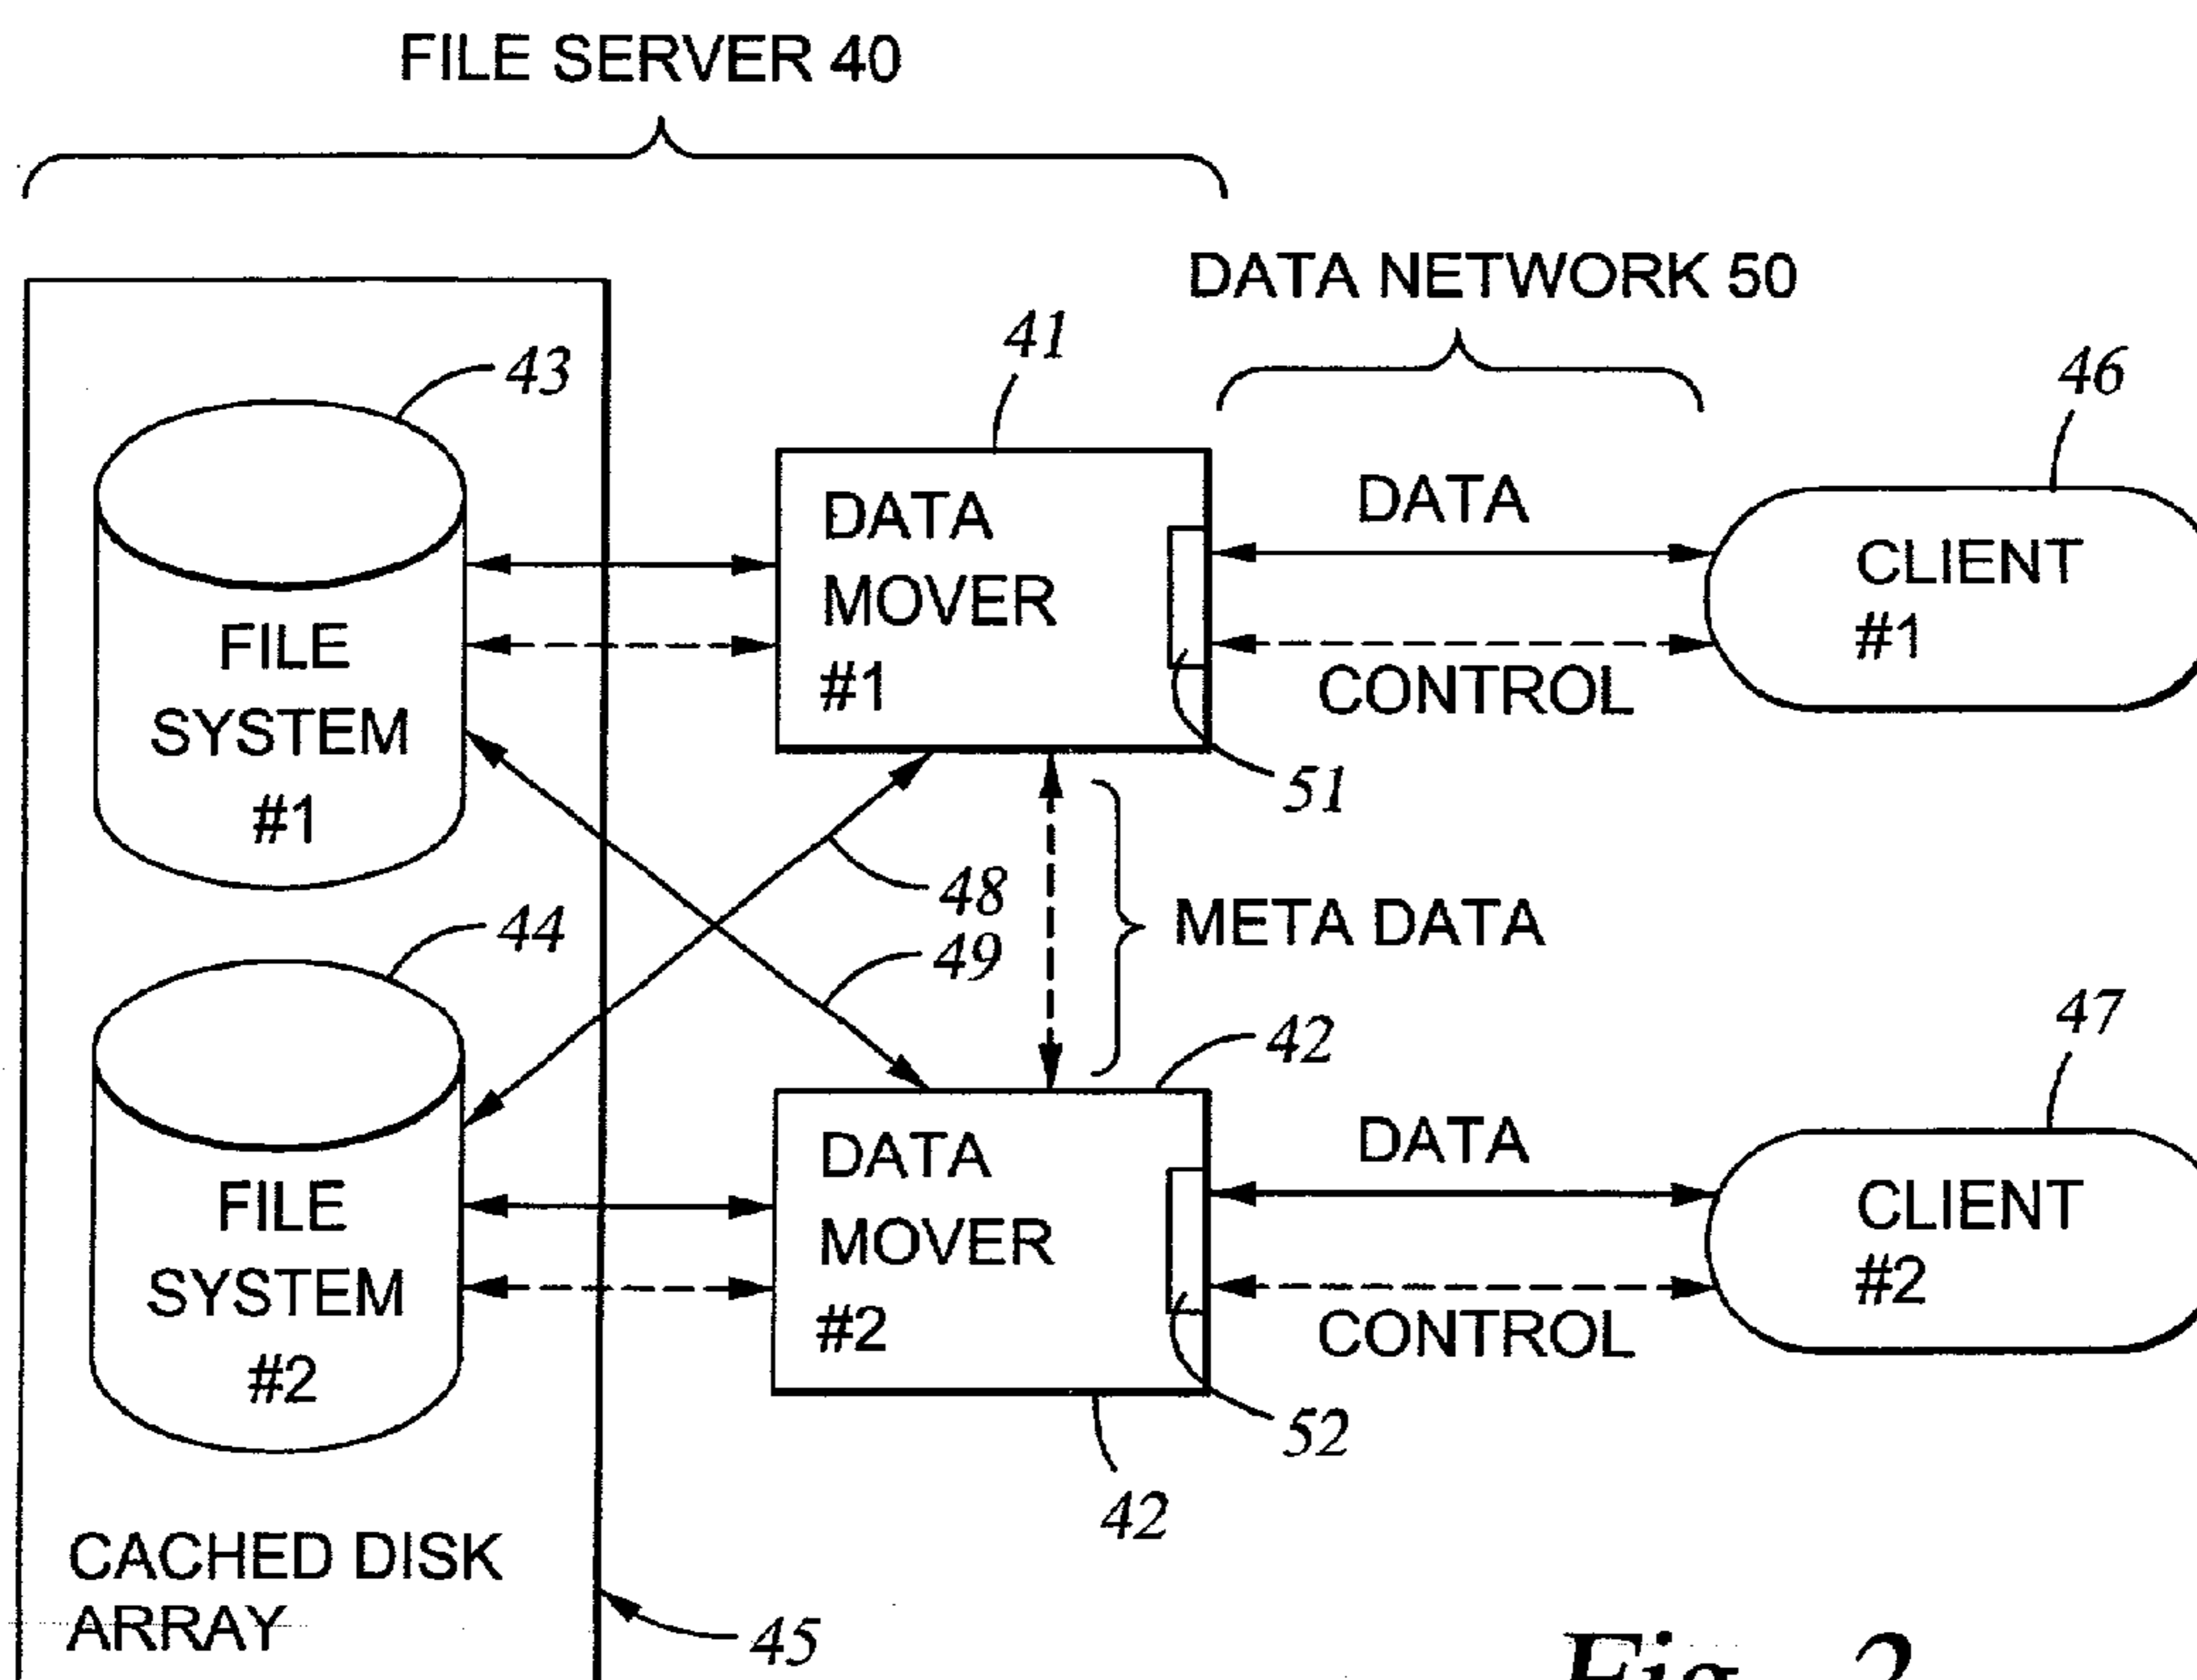 FILE SERVER 40
DATA NETWORK 50
43
41
46
DATA
MOVER
#1
DATA
CONTROL
CLIENT
#1
FILE
SYSTEM
#1
51
48
49
META DATA
44
42
47
DATA
MOVER
#2
DATA
CONTROL
CLIENT
#2
FILE
SYSTEM
#2
52
42
CACHED DISK
ARRAY
45
Fig. 2